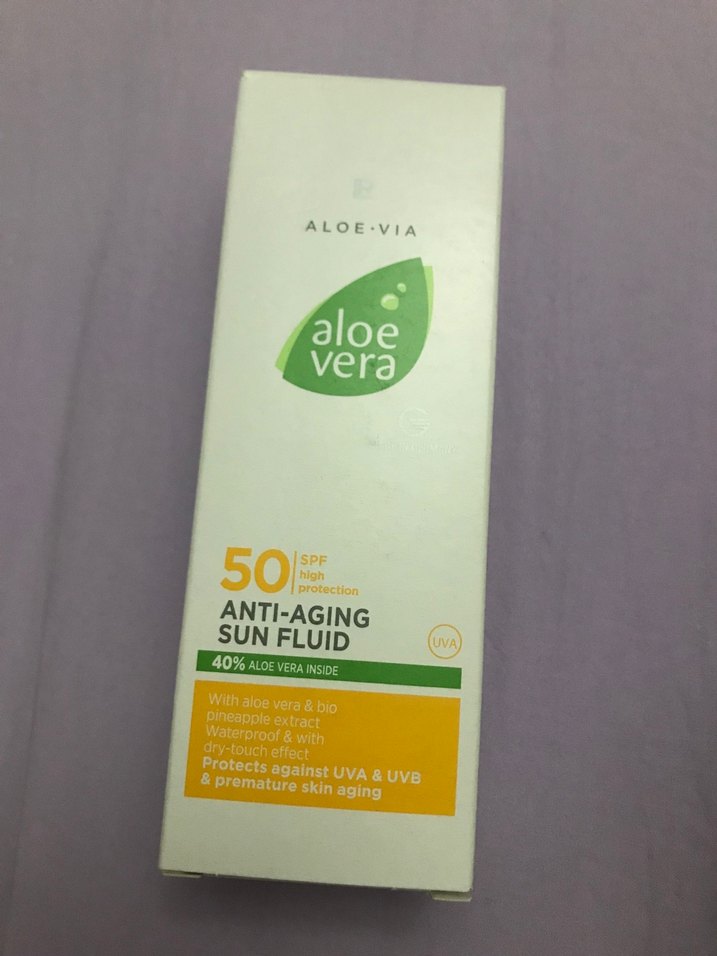 ALOE·VIA
aloe
vera
50 SPF
high
protection
ANTI-AGING
SUN FLUID
UVA
40% ALOE VERA INSIDE
With aloe vera & bio
pineapple extract
Waterproof & with
dry-touch effect
Protects against UVA & UVB
& premature skin aging